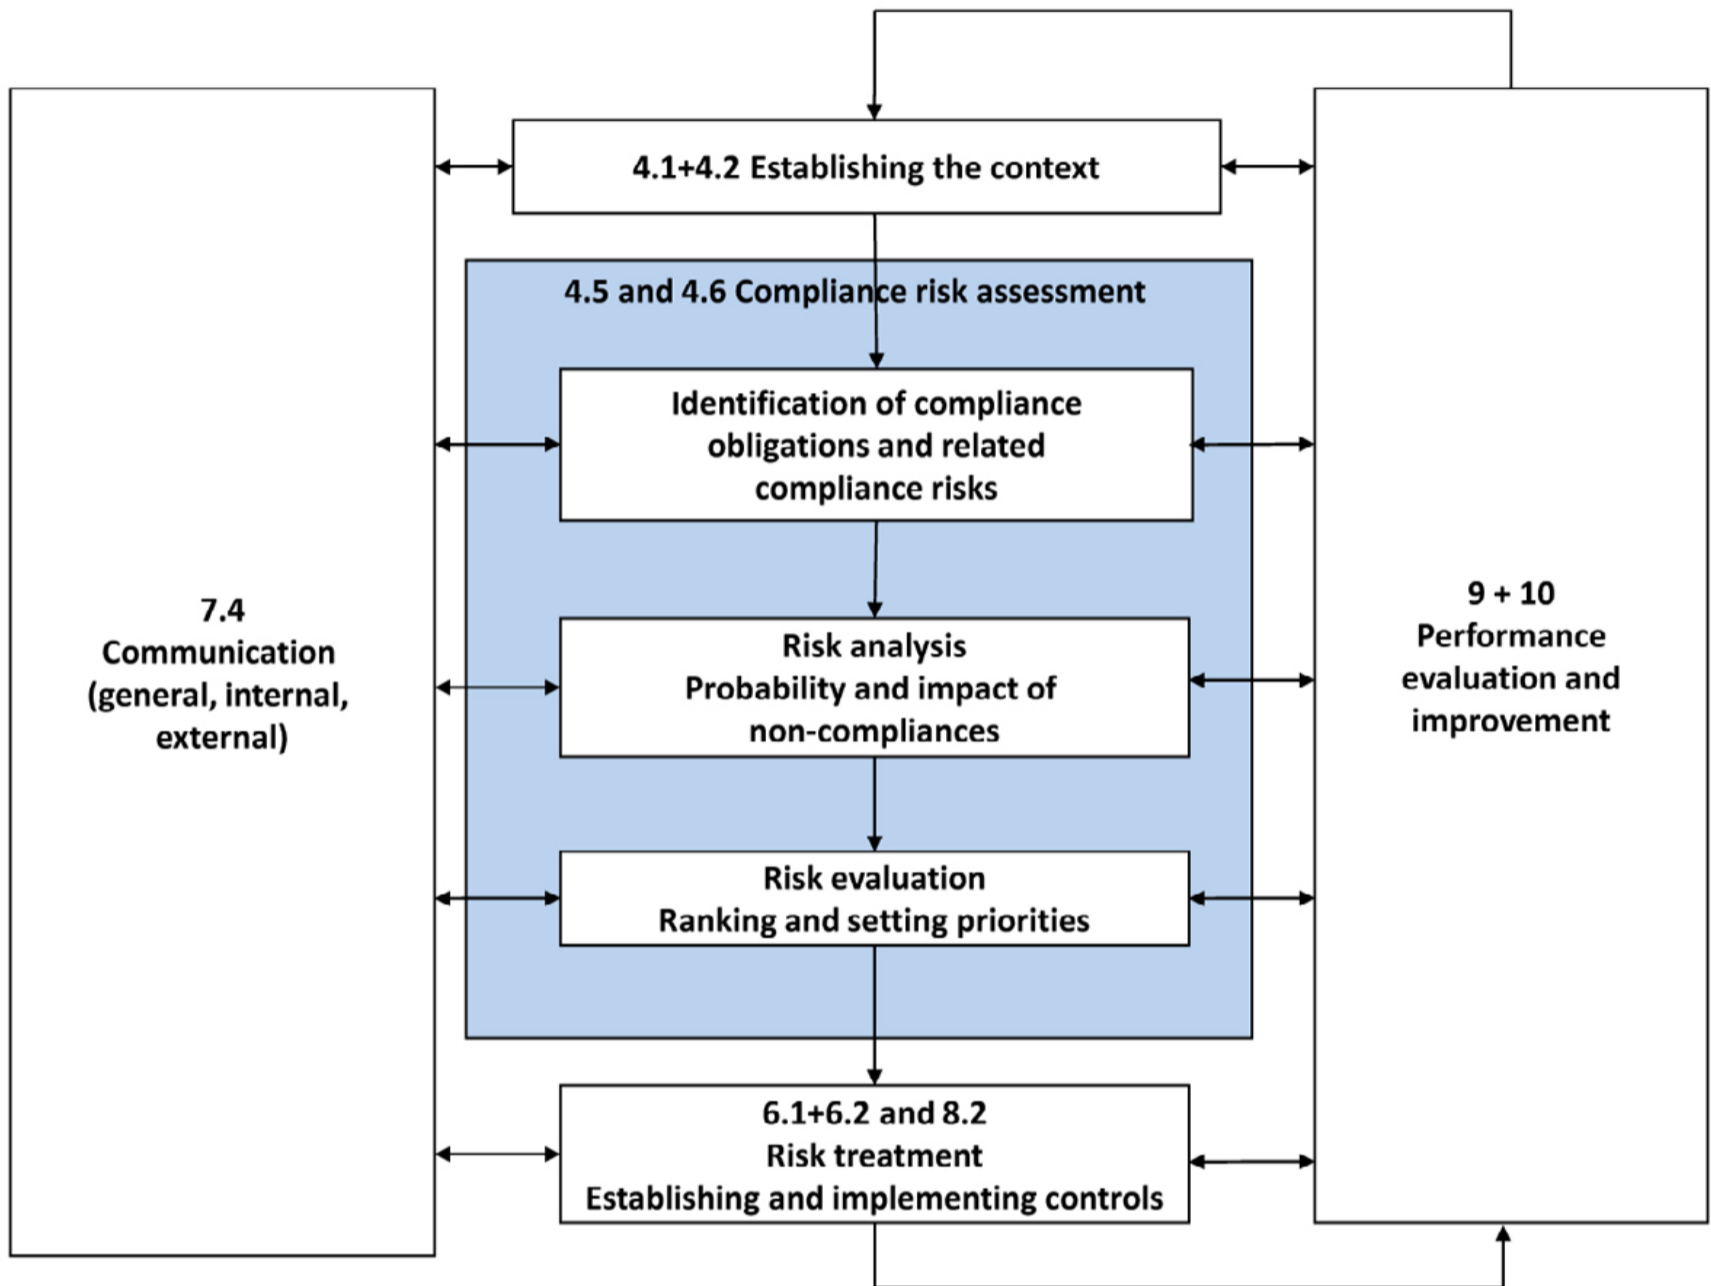 4.1+4.2 Establishing the context
4.5 and 4.6 Compliance risk assessment
Identification of compliance
obligations and related
compliance risks
Risk analysis
Probability and impact of
non-compliances
Risk evaluation
Ranking and setting priorities
6.1+6.2 and 8.2
Risk treatment
Establishing and implementing controls
7.4
Communication
(general, internal,
external)
9 + 10
Performance
evaluation and
improvement